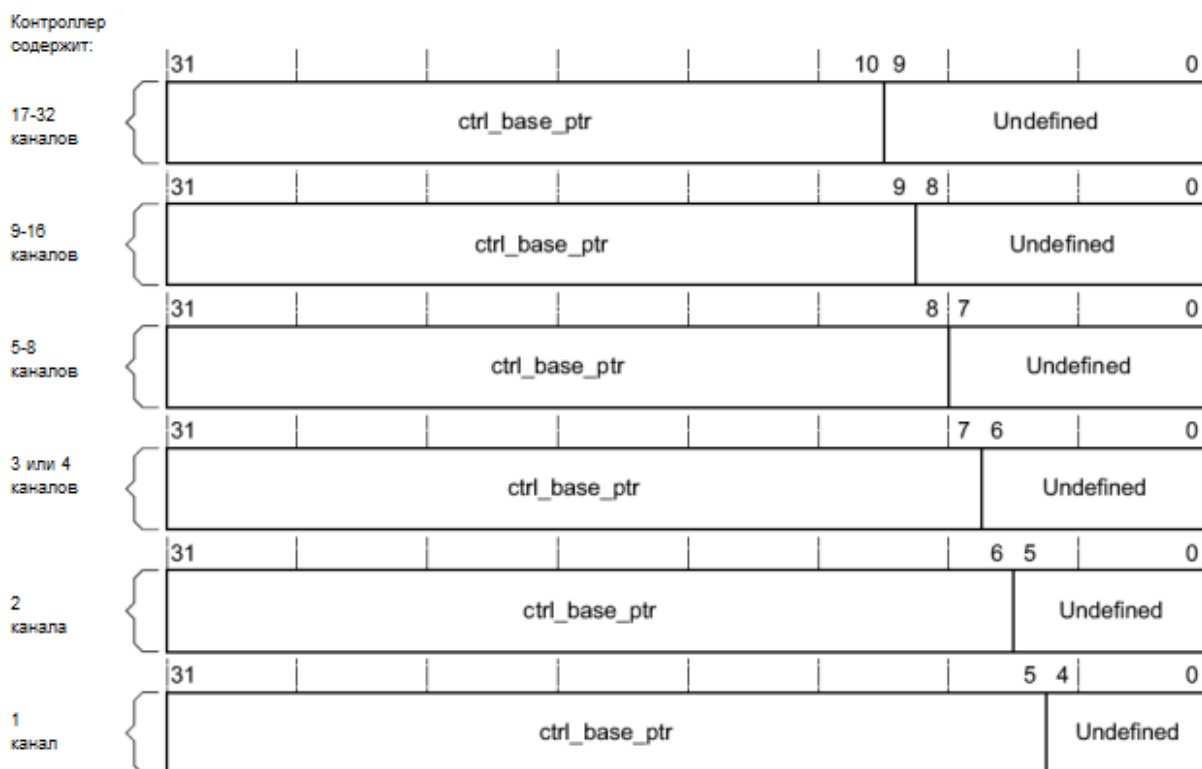 Контроллер
содержит:
31 10 9 0
17-32
каналов
ctrl_base_ptr Undefined
31 9 8 0
9-16
каналов
ctrl_base_ptr Undefined
31 8 7 0
5-8
каналов
ctrl_base_ptr Undefined
31 7 6 0
3 или 4
каналов
ctrl_base_ptr Undefined
31 6 5 0
2
канала
ctrl_base_ptr Undefined
31 5 4 0
1
канал
ctrl_base_ptr Undefined